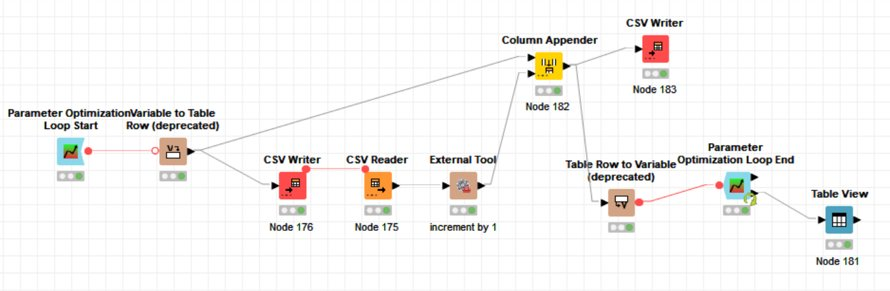 CSV Writer
Column Appender
Node 183
Node 182
Parameter Optimization
Loop Start
Variable to Table
Row (deprecated)
CSV Writer
CSV Reader
External Tool
Node 176
Node 175
increment by 1
Table Row to Variable
(deprecated)
Parameter
Optimization Loop End
Table View
Node 181